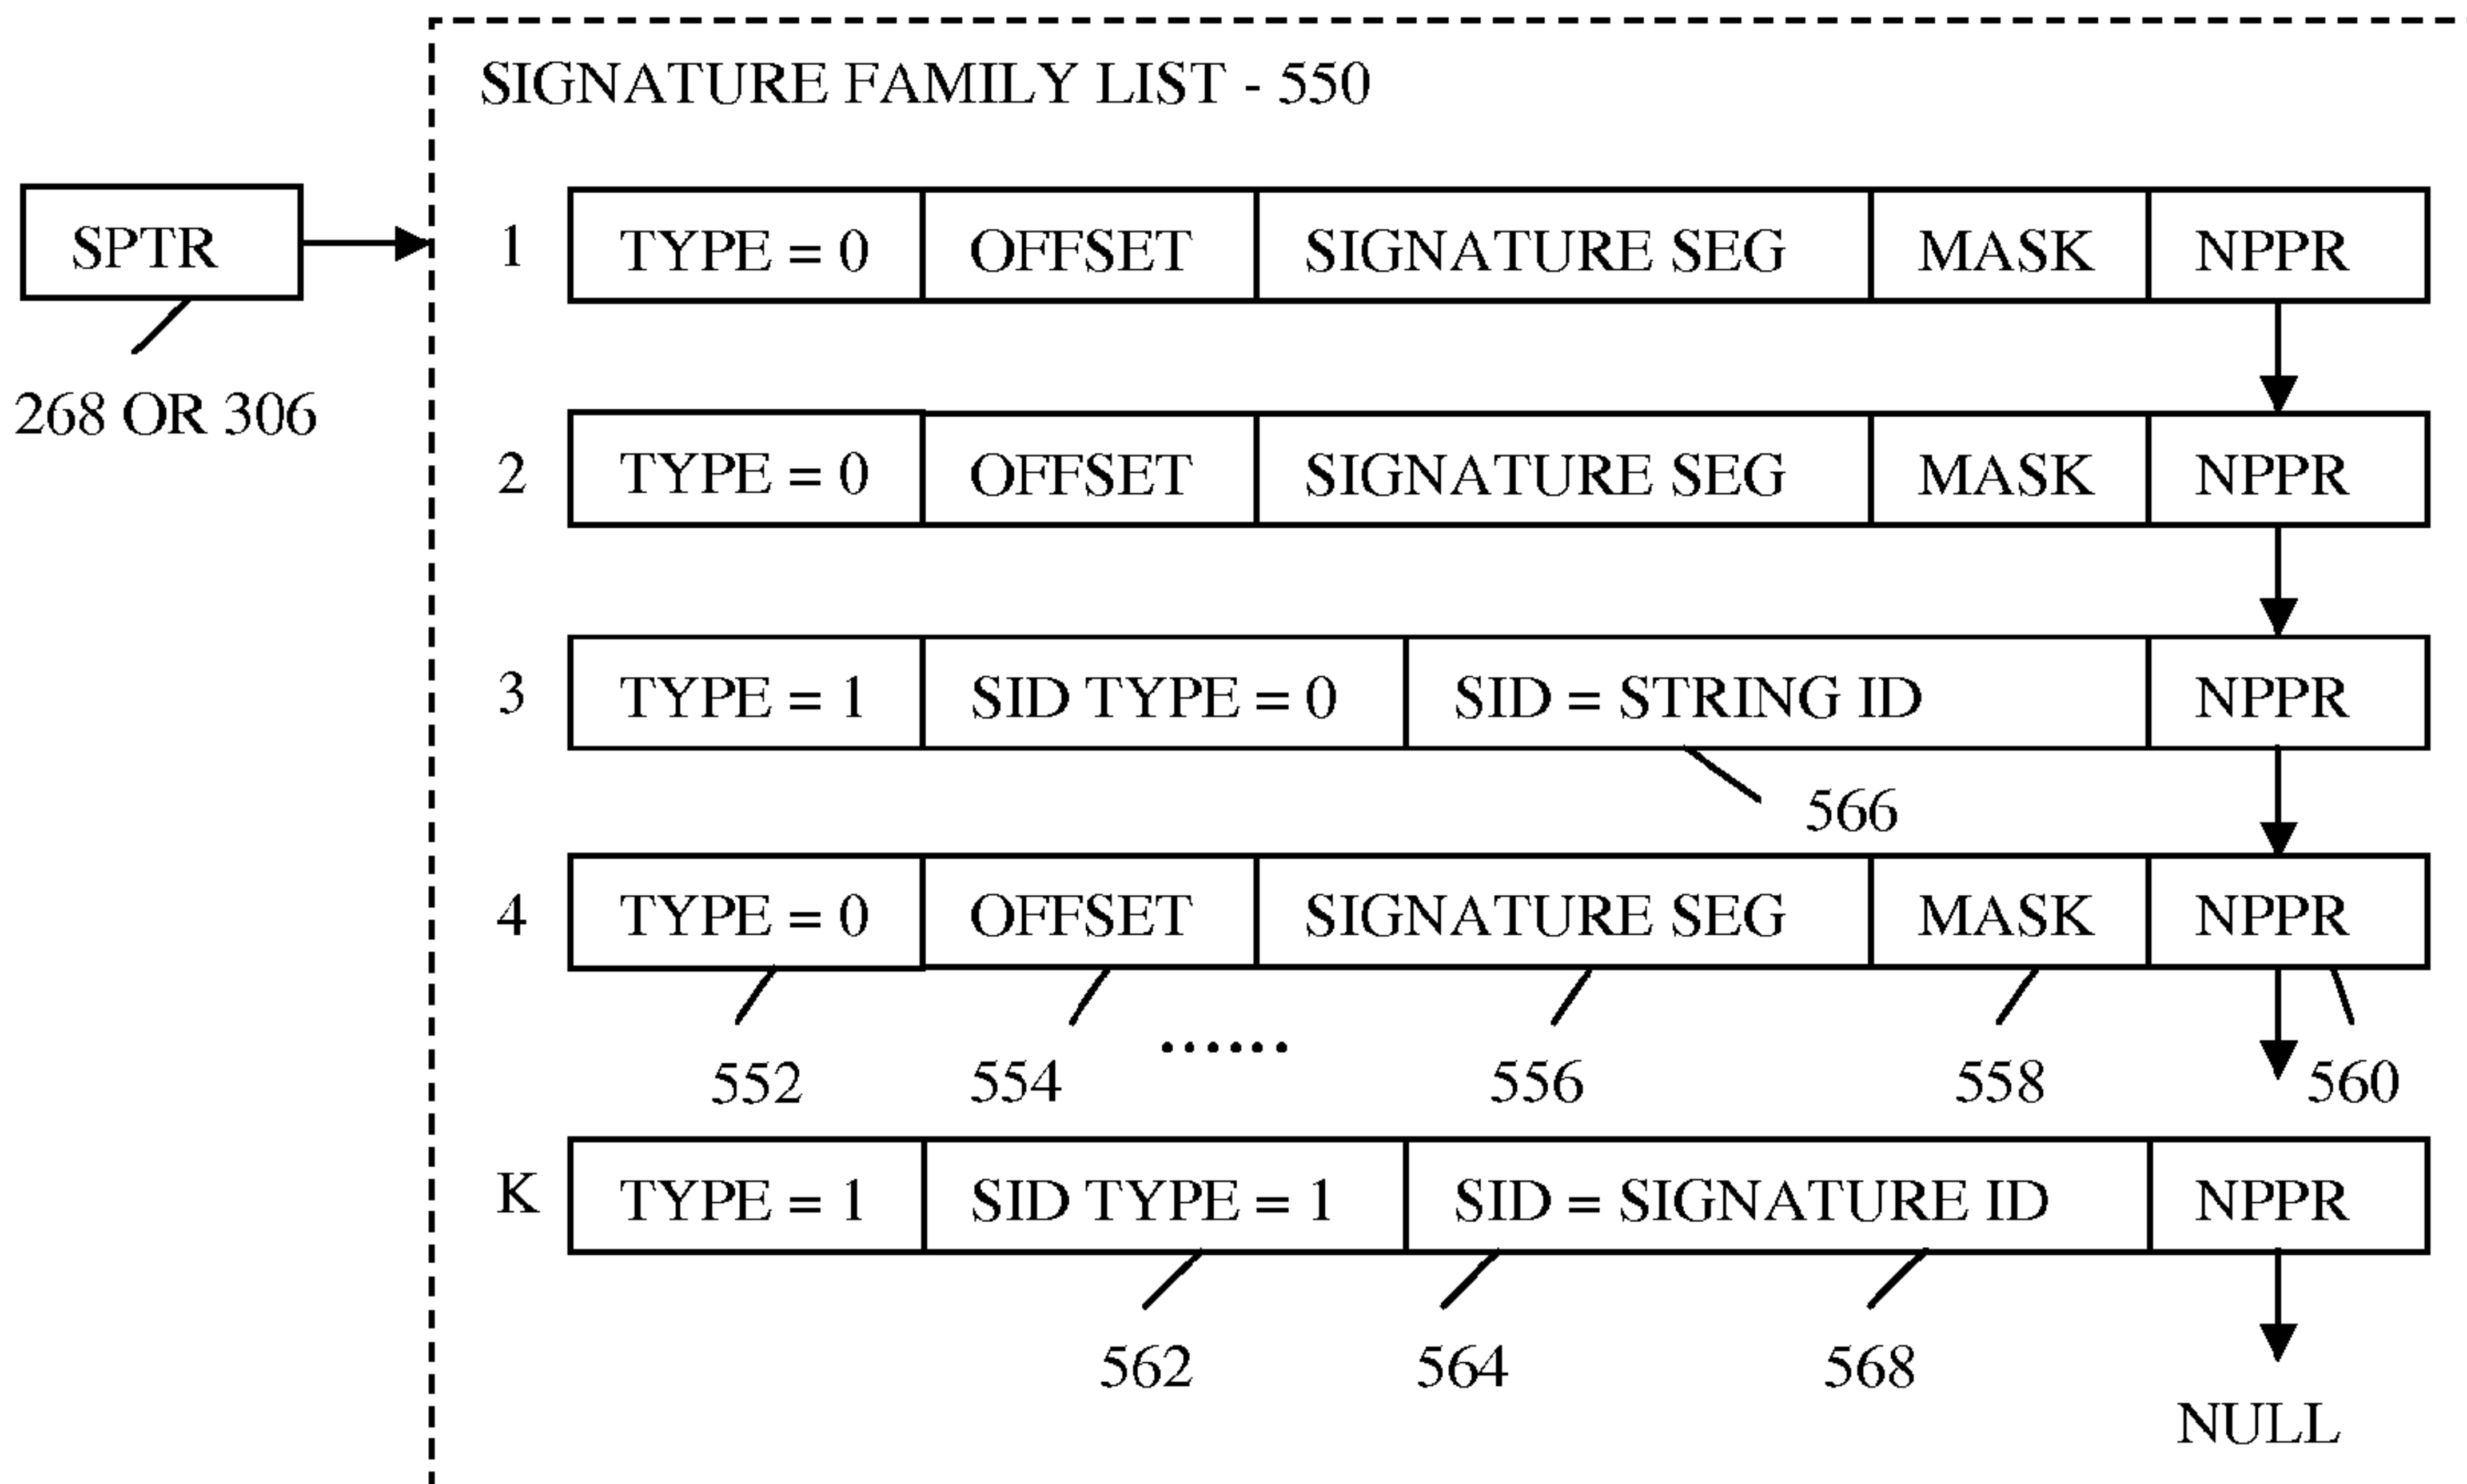 SIGNATURE FAMILY LIST - 550
SPTR
268 OR 306
1 TYPE = 0 OFFSET SIGNATURE SEG MASK NPPR
2 TYPE = 0 OFFSET SIGNATURE SEG MASK NPPR
3 TYPE = 1 SID TYPE = 0 SID = STRING ID NPPR
566
4 TYPE = 0 OFFSET SIGNATURE SEG MASK NPPR
......
552 554 556 558 560
K TYPE = 1 SID TYPE = 1 SID = SIGNATURE ID NPPR
562 564 568
NULL